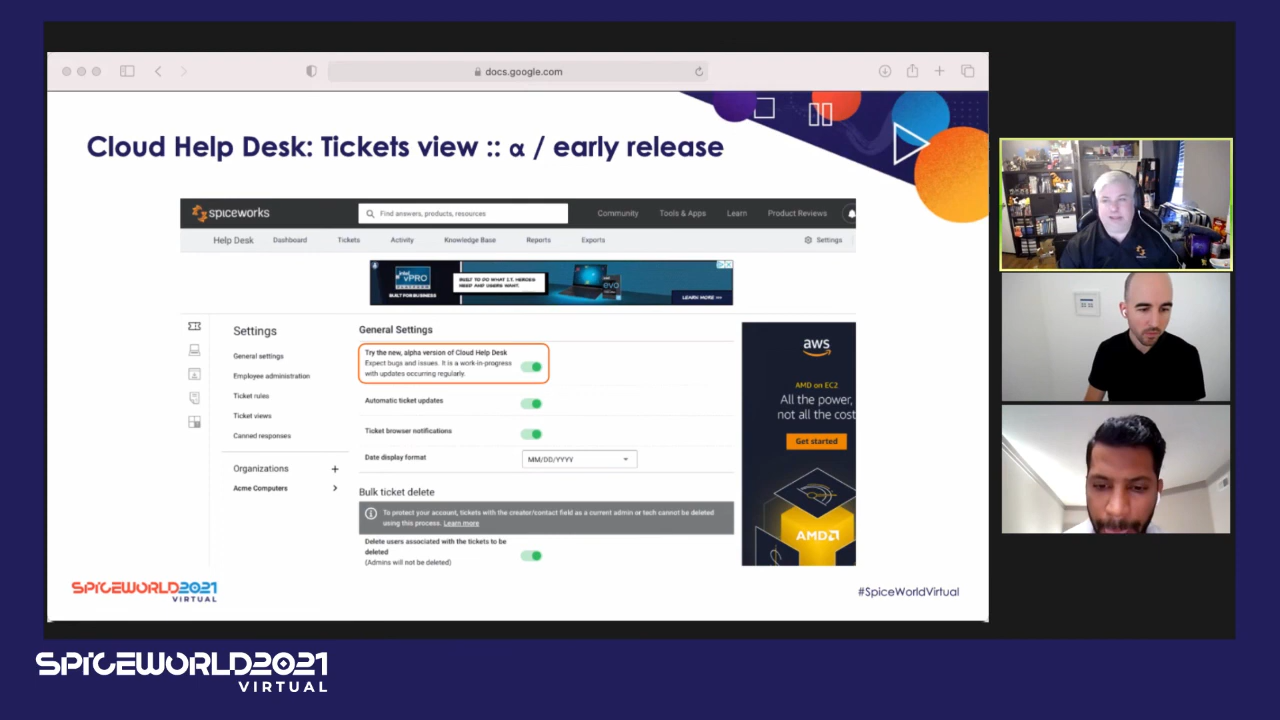 docs.google.com
Cloud Help Desk: Tickets view :: α / early release
spiceworks
Find answers, products, resources
Community
Tools & Apps
Learn
Product Reviews
Help Desk
Dashboard
Tickets
Activity
Knowledge Base
Reports
Exports
Settings
intel
vPRO
PLATFORM
BUILT FOR BUSINESS
BUILT TO DO WHAT I.T. HEROES
NEED AND USERS WANT.
evo
LEARN MORE >>
Settings
General settings
Employee administration
Ticket rules
Ticket views
Canned responses
Organizations +
Acme Computers
General Settings
Try the new, alpha version of Cloud Help Desk
Expect bugs and issues. It is a work-in-progress
with updates occurring regularly.
Automatic ticket updates
Ticket browser notifications
Date display format
MM/DD/YYYY
Bulk ticket delete
To protect your account, tickets with the creator/contact field as a current admin or tech cannot be deleted
using this process. Learn more
Delete users associated with the tickets to be
deleted
(Admins will not be deleted)
aws
AMD on EC2
All the power,
not all the cost
Get started
AMD
SPICEWORLD2021
VIRTUAL
#SpiceWorldVirtual
SPICEWORLD2021
VIRTUAL